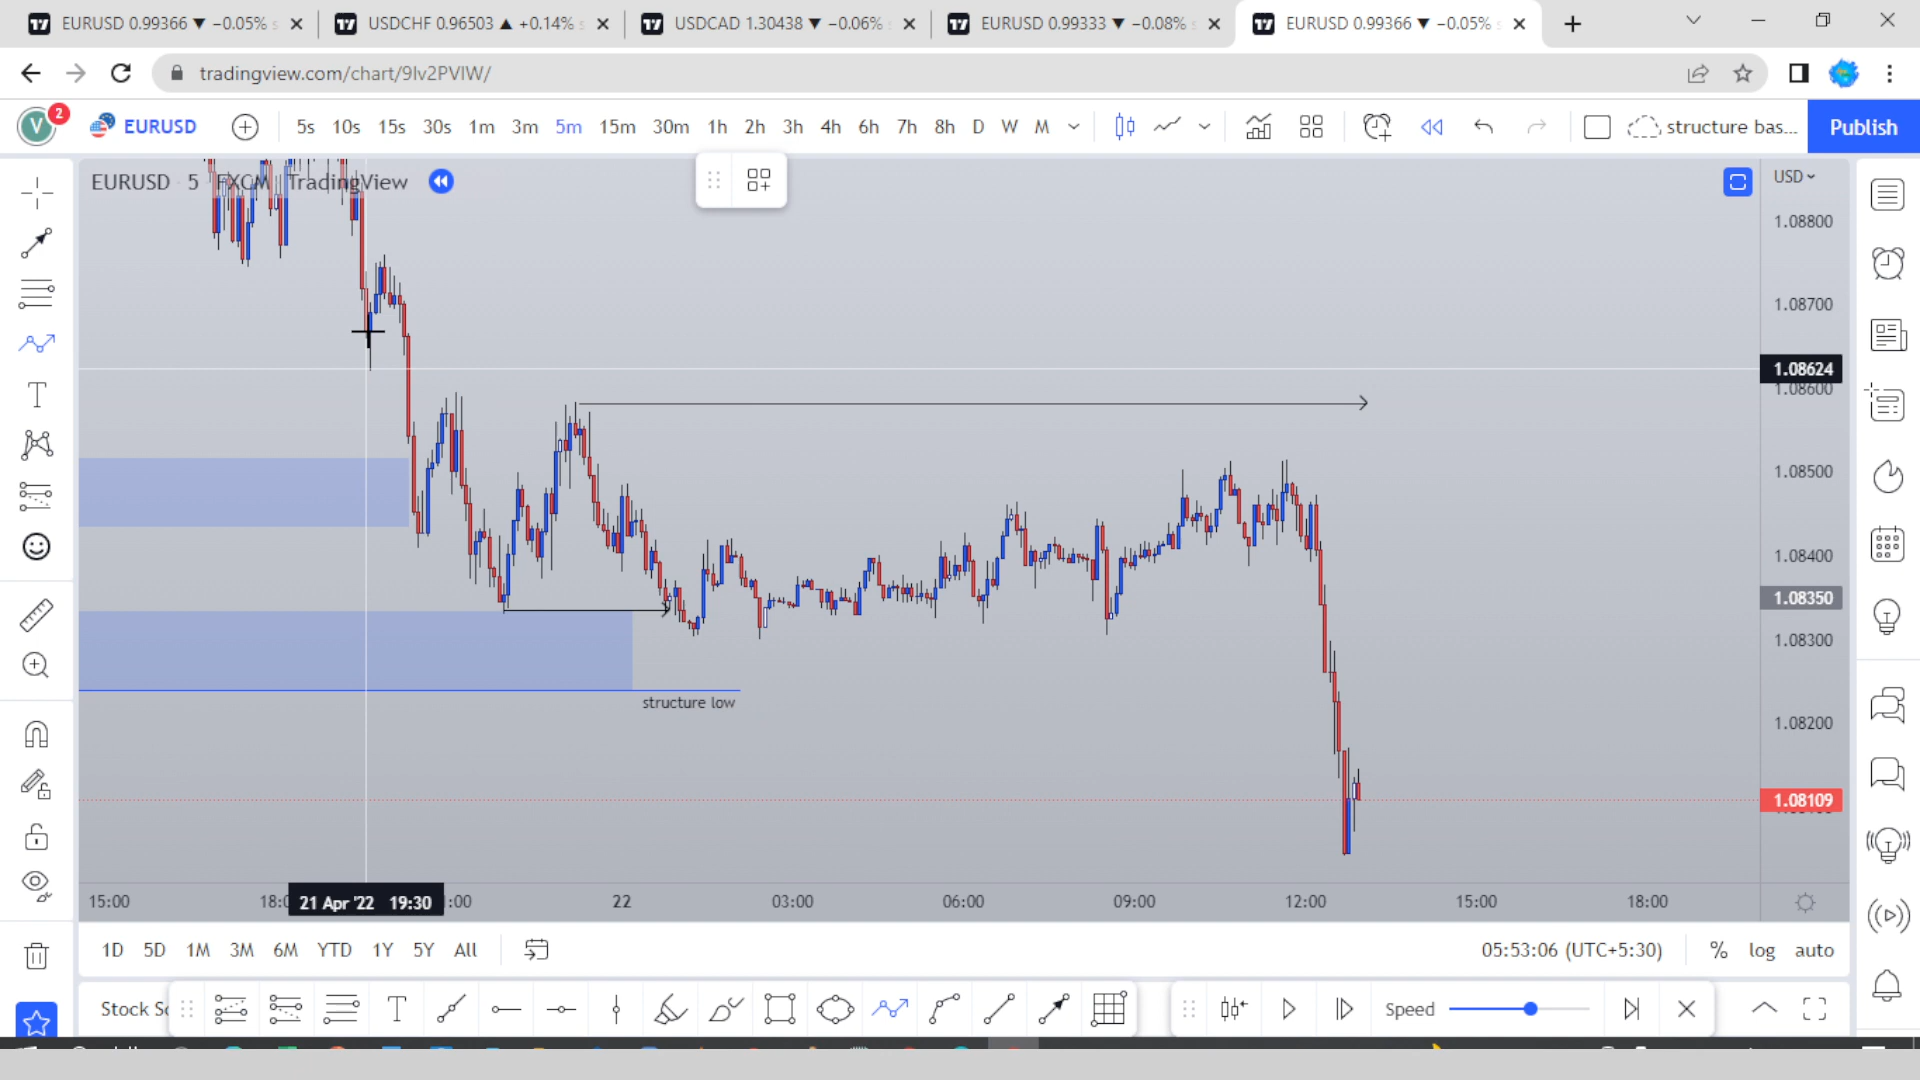 EURUSD 0.99366 ▼ −0.05%
USDCHF 0.96503 ▲ +0.14%
USDCAD 1.30438 ▼ −0.06%
EURUSD 0.99333 ▼ −0.08%
EURUSD 0.99366 ▼ −0.05%
tradingview.com/chart/9Iv2PVIW/
V
2
EURUSD
5s 10s 15s 30s 1m 3m 5m 15m 30m 1h 2h 3h 4h 6h 7h 8h D W M
structure bas...
Publish
EURUSD 5 FXCM TradingView
USD
1.08800
1.08700
1.08624
1.08600
1.08500
1.08400
1.08350
1.08300
1.08200
1.08109
structure low
15:00
21 Apr '22 19:30
:00
22
03:00
06:00
09:00
12:00
15:00
18:00
1D 5D 1M 3M 6M YTD 1Y 5Y All
05:53:06 (UTC+5:30)
% log auto
Stock
Speed